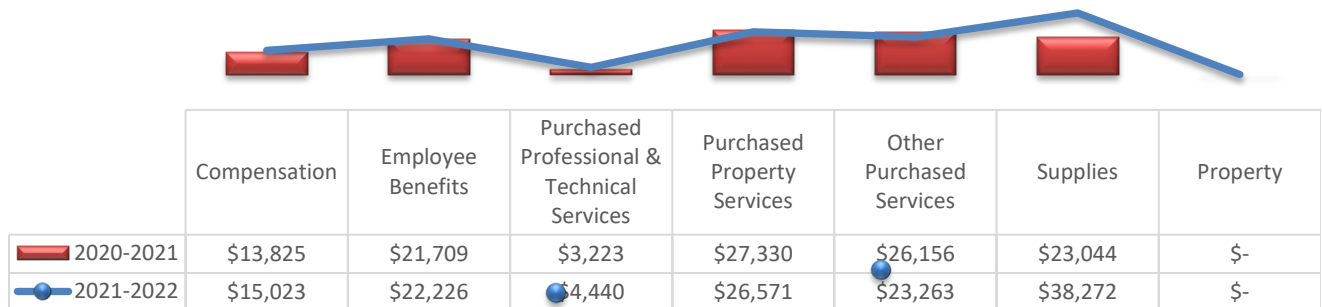 Compensation
Employee
Benefits
Purchased
Professional &
Technical
Services
Purchased
Property
Services
Other
Purchased
Services
Supplies
Property
2020-2021 $13,825 $21,709 $3,223 $27,330 $26,156 $23,044 $-
2021-2022 $15,023 $22,226 $4,440 $26,571 $23,263 $38,272 $-